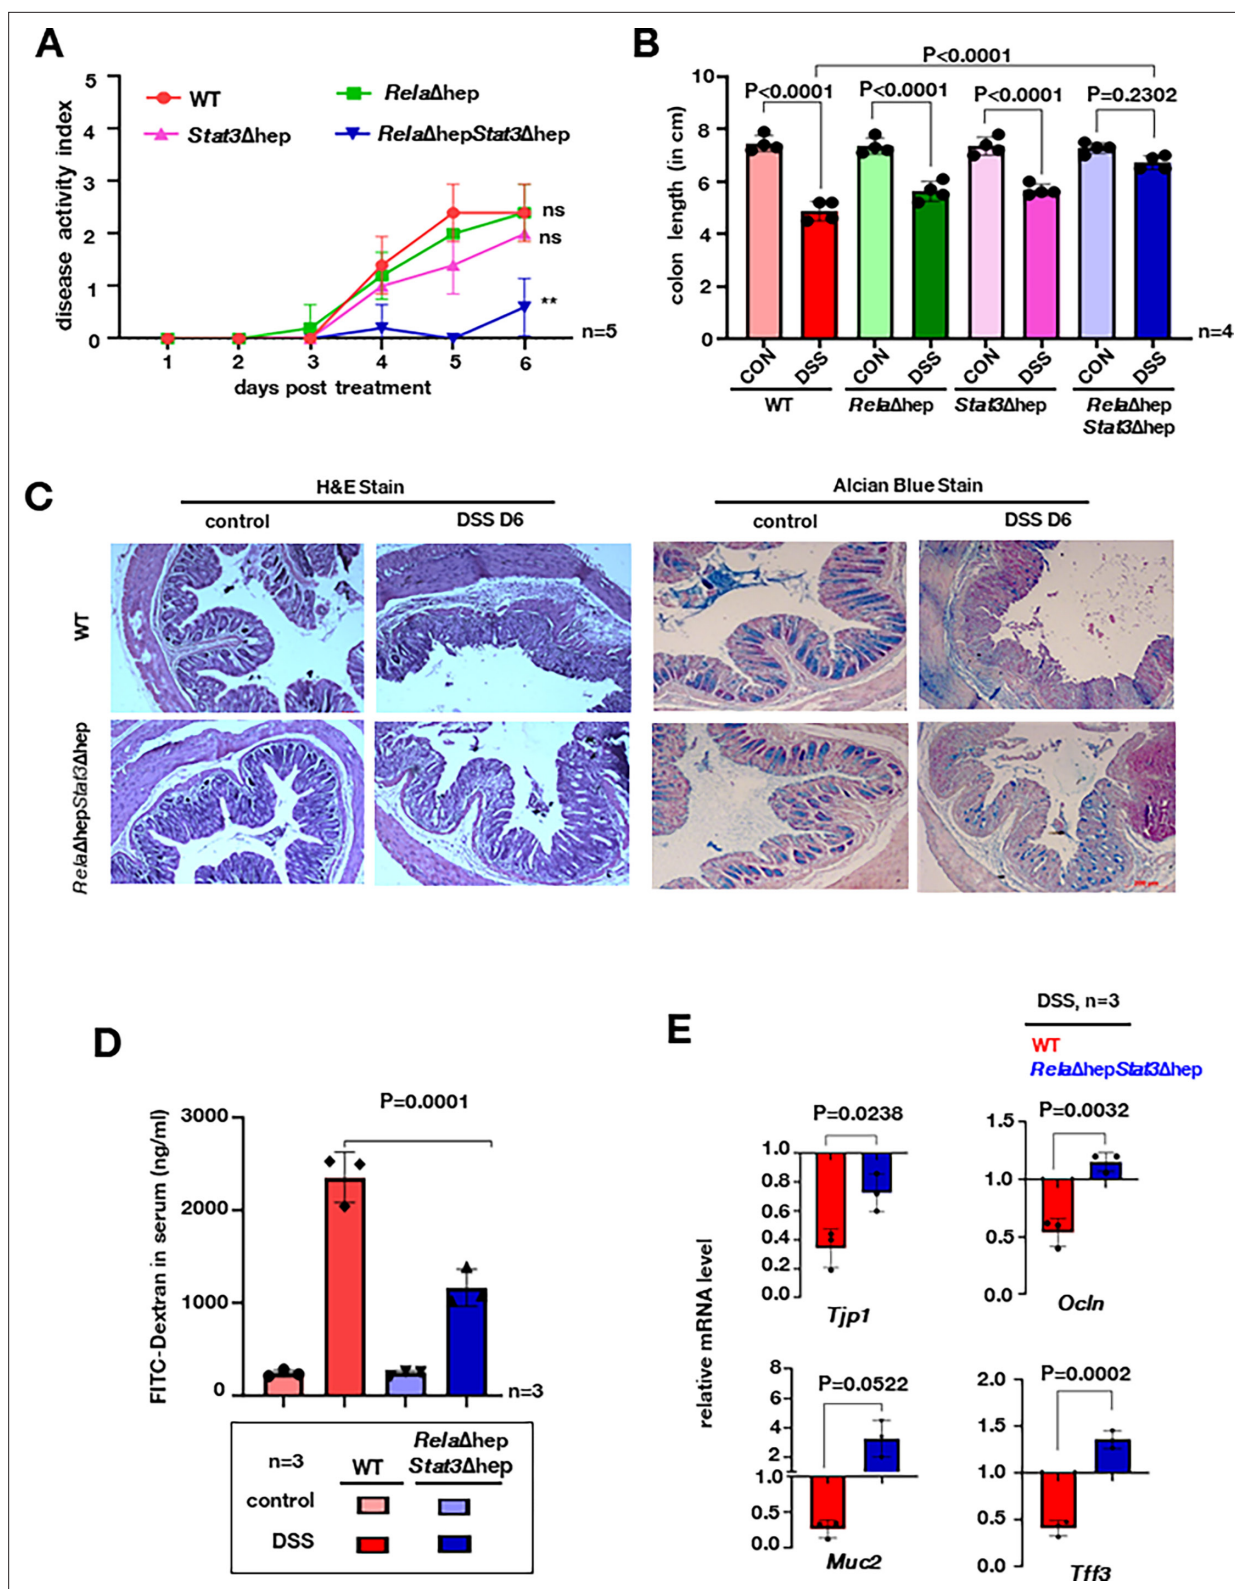 A
5
4
3
2
1
0
disease activity index
WT
RelaΔhep
Stat3Δhep
RelaΔhepStat3Δhep
ns
ns
**
n=5
1 2 3 4 5 6
days post treatment
B
P<0.0001
P<0.0001 P<0.0001 P<0.0001 P=0.2302
10
8
6
4
2
0
colon length (in cm)
n=4
CON DSS CON DSS CON DSS CON DSS
WT RelaΔhep Stat3Δhep RelaΔhep
Stat3Δhep
C
H&E Stain Alcian Blue Stain
control DSS D6 control DSS D6
WT
RelaΔhepStat3Δhep
D
P=0.0001
3000
2000
1000
0
FITC-Dextran in serum (ng/ml)
n=3
n=3 WT RelaΔhep
Stat3Δhep
control
DSS
E
DSS, n=3
WT
RelaΔhepStat3Δhep
relative mRNA level
P=0.0238
1.0
0.8
0.6
0.4
0.2
0.0
Tjp1
P=0.0032
1.5
1.0
0.5
0.0
Ocln
P=0.0522
8
6
4
2
1.0
0.5
0.0
Muc2
P=0.0002
2.0
1.5
1.0
0.5
0.0
Tff3